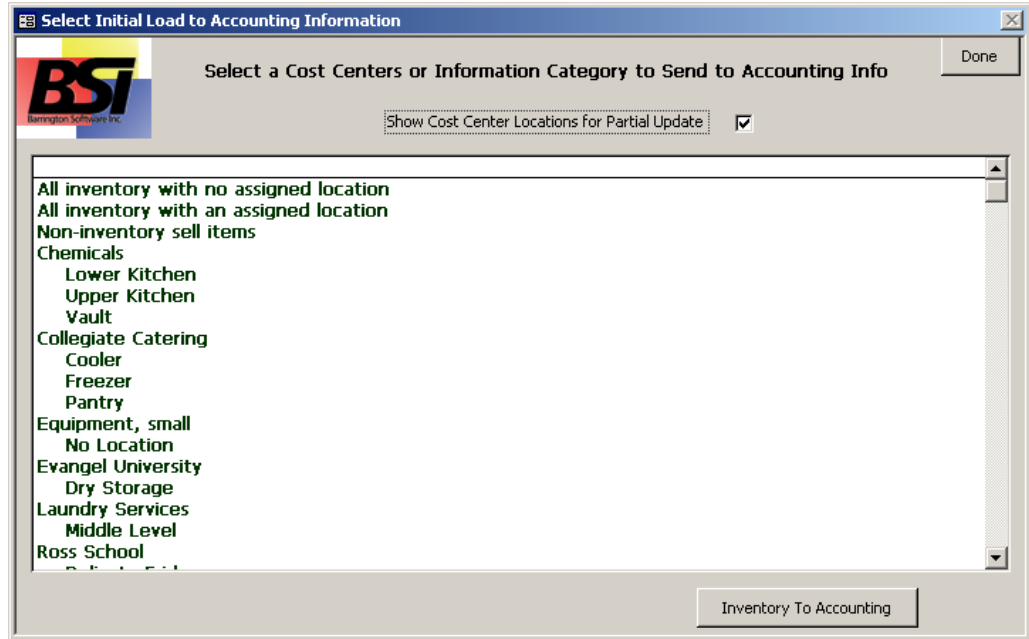 Select Initial Load to Accounting Information
Done
BSI
Barrington Software Inc.
Select a Cost Centers or Information Category to Send to Accounting Info
Show Cost Center Locations for Partial Update
All inventory with no assigned location
All inventory with an assigned location
Non-inventory sell items
Chemicals
Lower Kitchen
Upper Kitchen
Vault
Collegiate Catering
Cooler
Freezer
Pantry
Equipment, small
No Location
Evangel University
Dry Storage
Laundry Services
Middle Level
Ross School
Inventory To Accounting